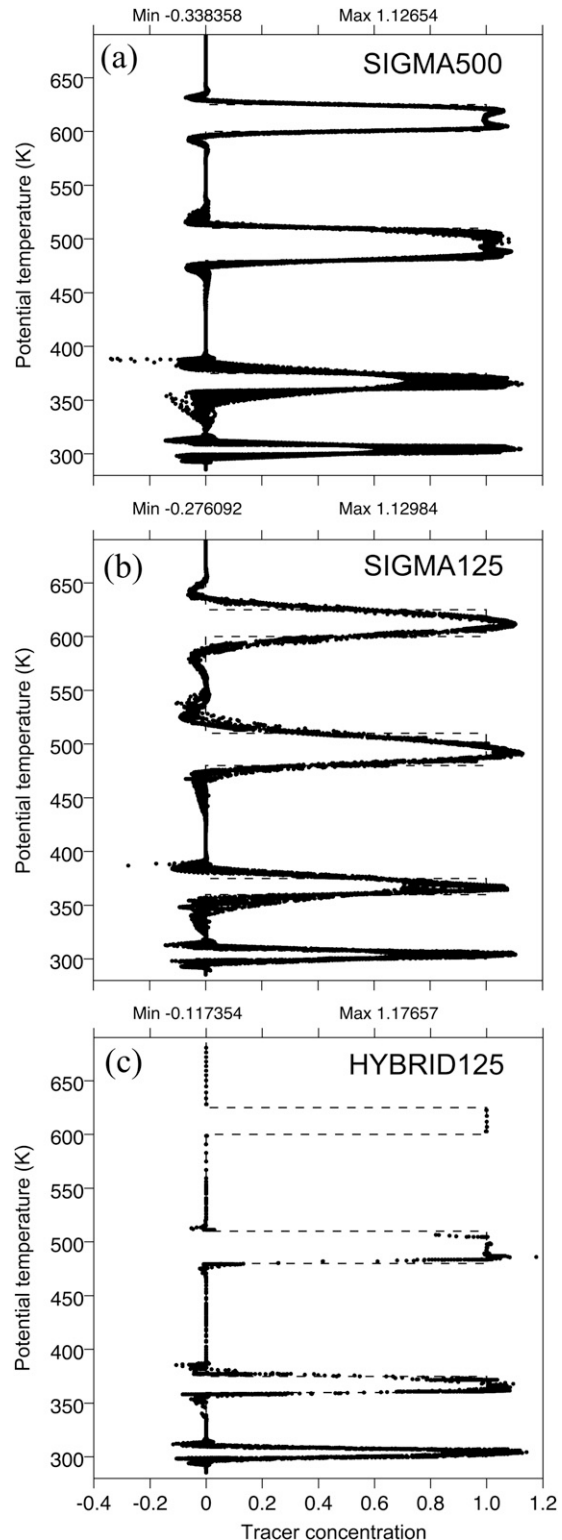 Min -0.338358 Max 1.12654
(a) SIGMA500
650
600
550
500
450
400
350
300
Potential temperature (K)
Min -0.276092 Max 1.12984
(b) SIGMA125
650
600
550
500
450
400
350
300
Potential temperature (K)
Min -0.117354 Max 1.17657
(c) HYBRID125
650
600
550
500
450
400
350
300
Potential temperature (K)
-0.4 -0.2 0 0.2 0.4 0.6 0.8 1.0 1.2
Tracer concentration